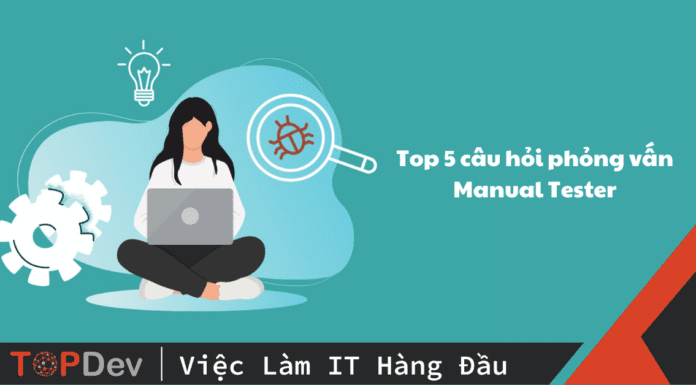 Top 5 câu hỏi phỏng vấn
Manual Tester
TOPDev | Việc Làm IT Hàng Đầu